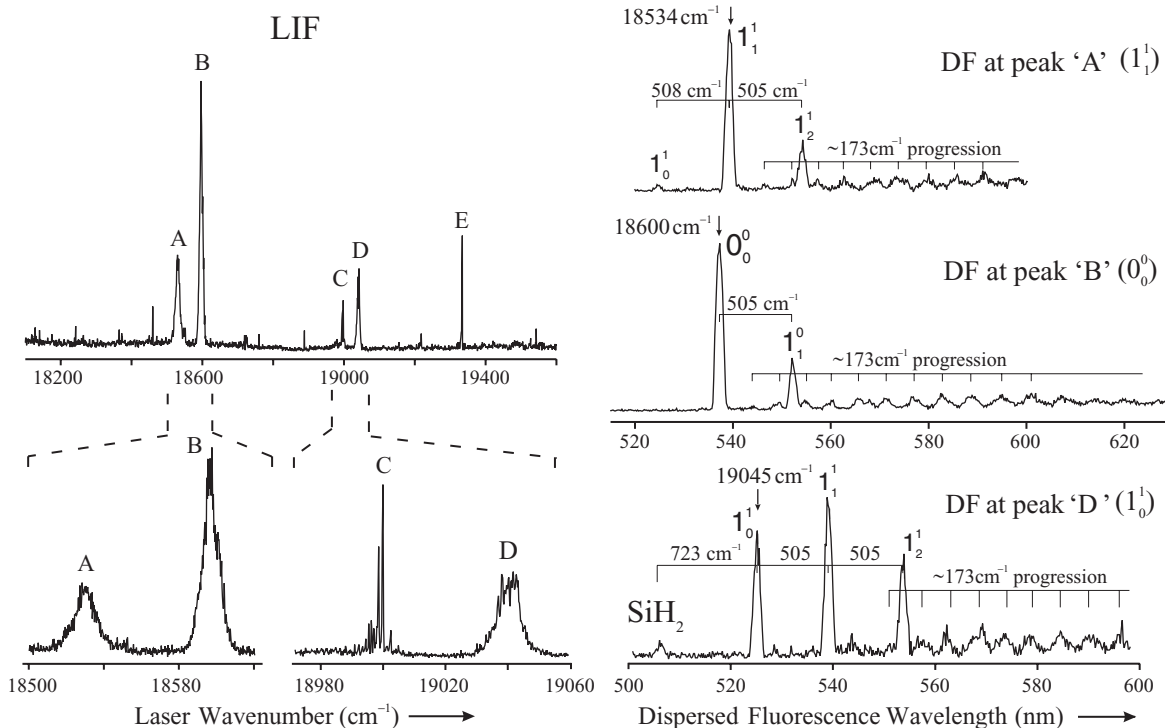 LIF
A
B
C
D
E
18200
18600
19000
19400
A
B
C
D
18500
18580
18980
19020
19060
Laser Wavenumber (cm⁻¹)
18534 cm⁻¹
1¹₁
DF at peak ‘A’ (1¹₁)
508 cm⁻¹
505 cm⁻¹
1¹₀
1¹₂
~173cm⁻¹ progression
18600 cm⁻¹
0⁰₀
DF at peak ‘B’ (0⁰₀)
505 cm⁻¹
1⁰₁
~173cm⁻¹ progression
520
540
560
580
600
620
19045 cm⁻¹
1¹₁
DF at peak ‘D’ (1¹₀)
1¹₀
1¹₂
723 cm⁻¹
505
505
~173cm⁻¹ progression
SiH₂
500
520
540
560
580
600
Dispersed Fluorescence Wavelength (nm)